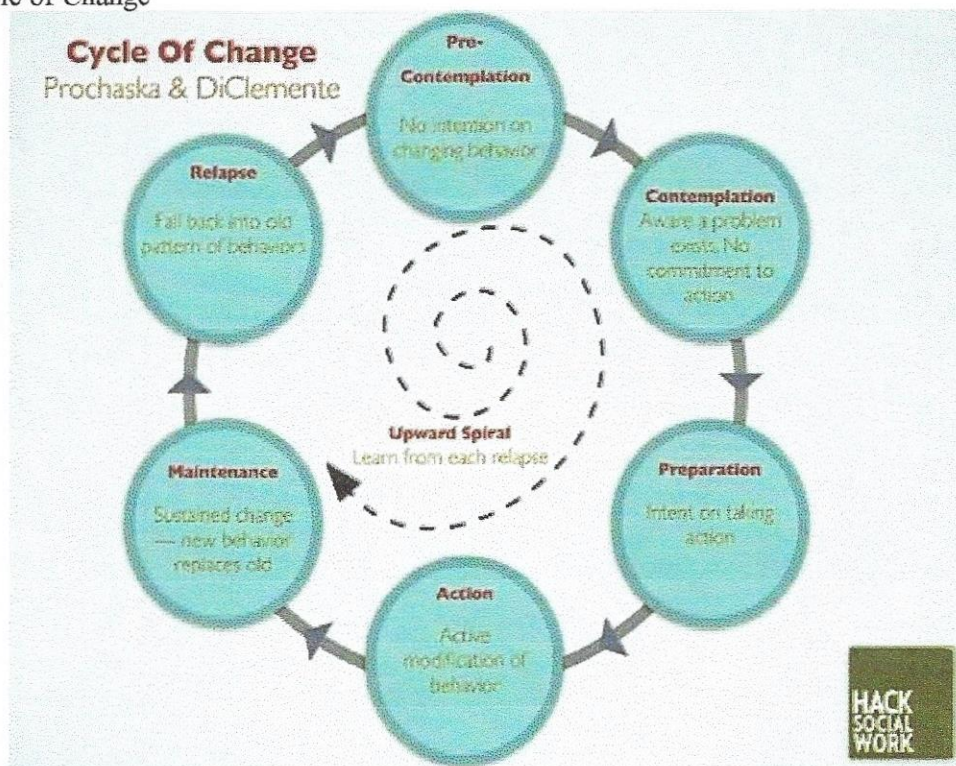 le of Change
Cycle Of Change
Prochaska & DiClemente
Pre-
Contemplation
No intention on
changing behavior
Contemplation
Aware a problem
exists. No
commitment to
action
Preparation
Intent on taking
action
Action
Active
modification of
behavior
Maintenance
Sustained change
— new behavior
replaces old
Relapse
Fall back into old
pattern of behaviors
Upward Spiral
Learn from each relapse
HACK
SOCIAL
WORK